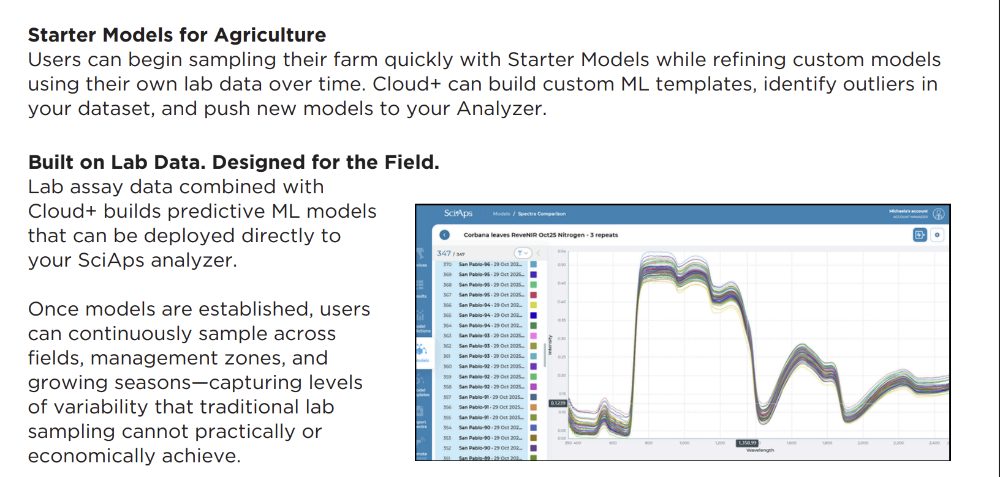 Starter Models for Agriculture
Users can begin sampling their farm quickly with Starter Models while refining custom models
using their own lab data over time. Cloud+ can build custom ML templates, identify outliers in
your dataset, and push new models to your Analyzer.
Built on Lab Data. Designed for the Field.
Lab assay data combined with
Cloud+ builds predictive ML models
that can be deployed directly to
your SciAps analyzer.
Once models are established, users
can continuously sample across
fields, management zones, and
growing seasons—capturing levels
of variability that traditional lab
sampling cannot practically or
economically achieve.
SciAps
Models / Spectra Comparison
Michaela's account
ACCOUNT MANAGER
Corbana leaves ReveNIR Oct25 Nitrogen - 3 repeats
347 / 347
370 San Pablo-96 - 29 Oct 202...
369 San Pablo-95 - 29 Oct 2025...
368 San Pablo-95 - 29 Oct 2025...
367 San Pablo-95 - 29 Oct 2025...
366 San Pablo-94 - 29 Oct 202...
365 San Pablo-94 - 29 Oct 202...
364 San Pablo-94 - 29 Oct 202...
363 San Pablo-93 - 29 Oct 2025...
362 San Pablo-93 - 29 Oct 2025...
361 San Pablo-93 - 29 Oct 2025...
360 San Pablo-92 - 29 Oct 2025...
359 San Pablo-92 - 29 Oct 2025...
358 San Pablo-92 - 29 Oct 2025...
357 San Pablo-91 - 29 Oct 2025...
356 San Pablo-91 - 29 Oct 2025...
355 San Pablo-91 - 29 Oct 2025...
354 San Pablo-90 - 29 Oct 202...
353 San Pablo-90 - 29 Oct 202...
352 San Pablo-90 - 29 Oct 202...
351 San Pablo-89 - 29 Oct 202...
Intensity
0.54
0.50
0.45
0.40
0.35
0.30
0.25
0.20
0.15
0.1239
0.10
0.05
0.03
350 400 600 800 1,000 1,200 1,350.99 1,600 1,800 2,000 2,200 2,400
Wavelength